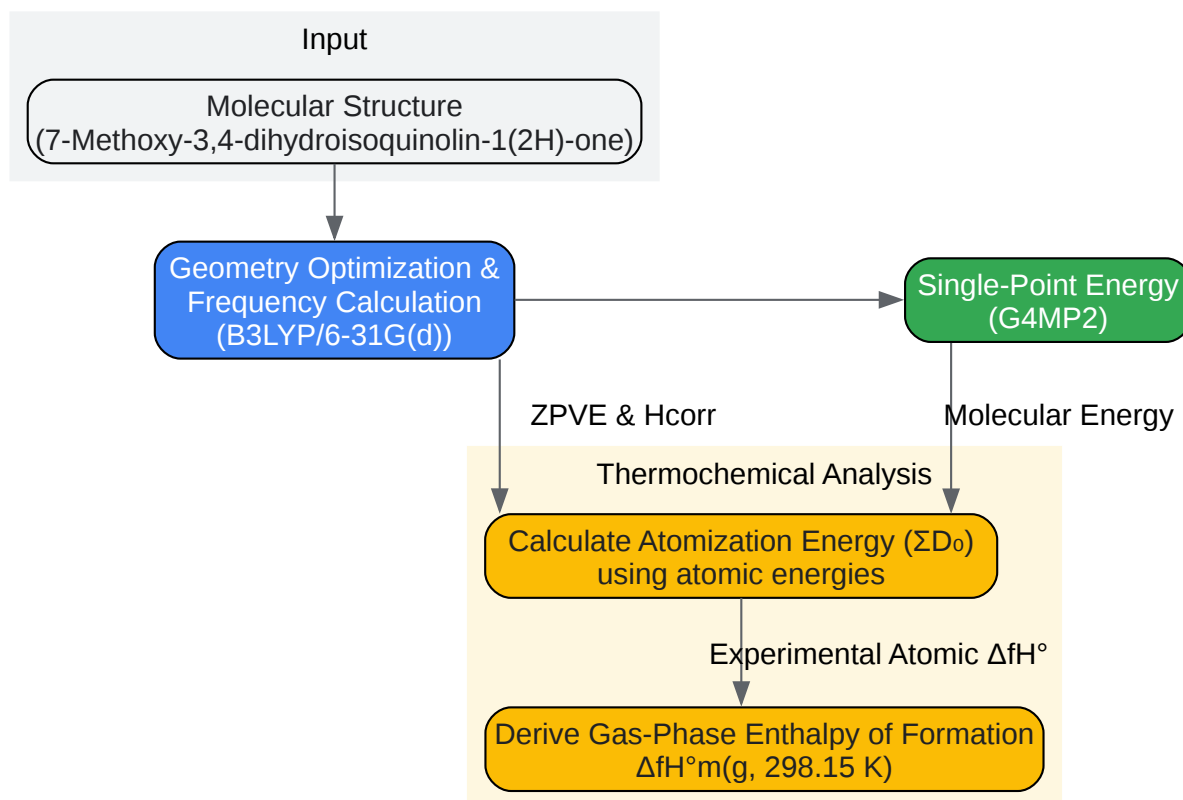 Input
Molecular Structure
(7-Methoxy-3,4-dihydroisoquinolin-1(2H)-one)
Geometry Optimization &
Frequency Calculation
(B3LYP/6-31G(d))
Single-Point Energy
(G4MP2)
ZPVE & Hcorr
Molecular Energy
Thermochemical Analysis
Calculate Atomization Energy (ΣD₀)
using atomic energies
Experimental Atomic ΔfH°
Derive Gas-Phase Enthalpy of Formation
ΔfH°m(g, 298.15 K)